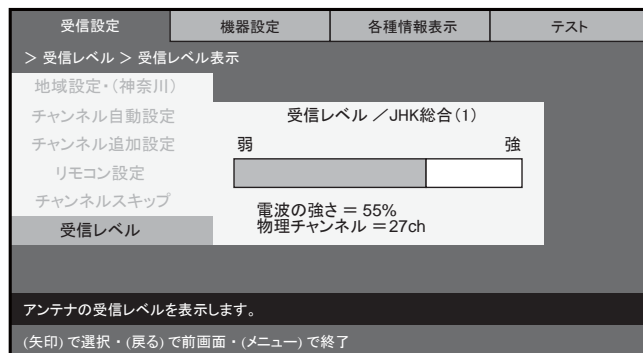 受信設定 機器設定 各種情報表示 テスト
＞ 受信レベル ＞ 受信レベル表示
地域設定・(神奈川)
チャンネル自動設定
チャンネル追加設定
リモコン設定
チャンネルスキップ
受信レベル
受信レベル ／JHK総合(1)
弱 強
電波の強さ ＝ 55%
物理チャンネル ＝27ch
アンテナの受信レベルを表示します。
(矢印) で選択・(戻る) で前画面・(メニュー) で終了